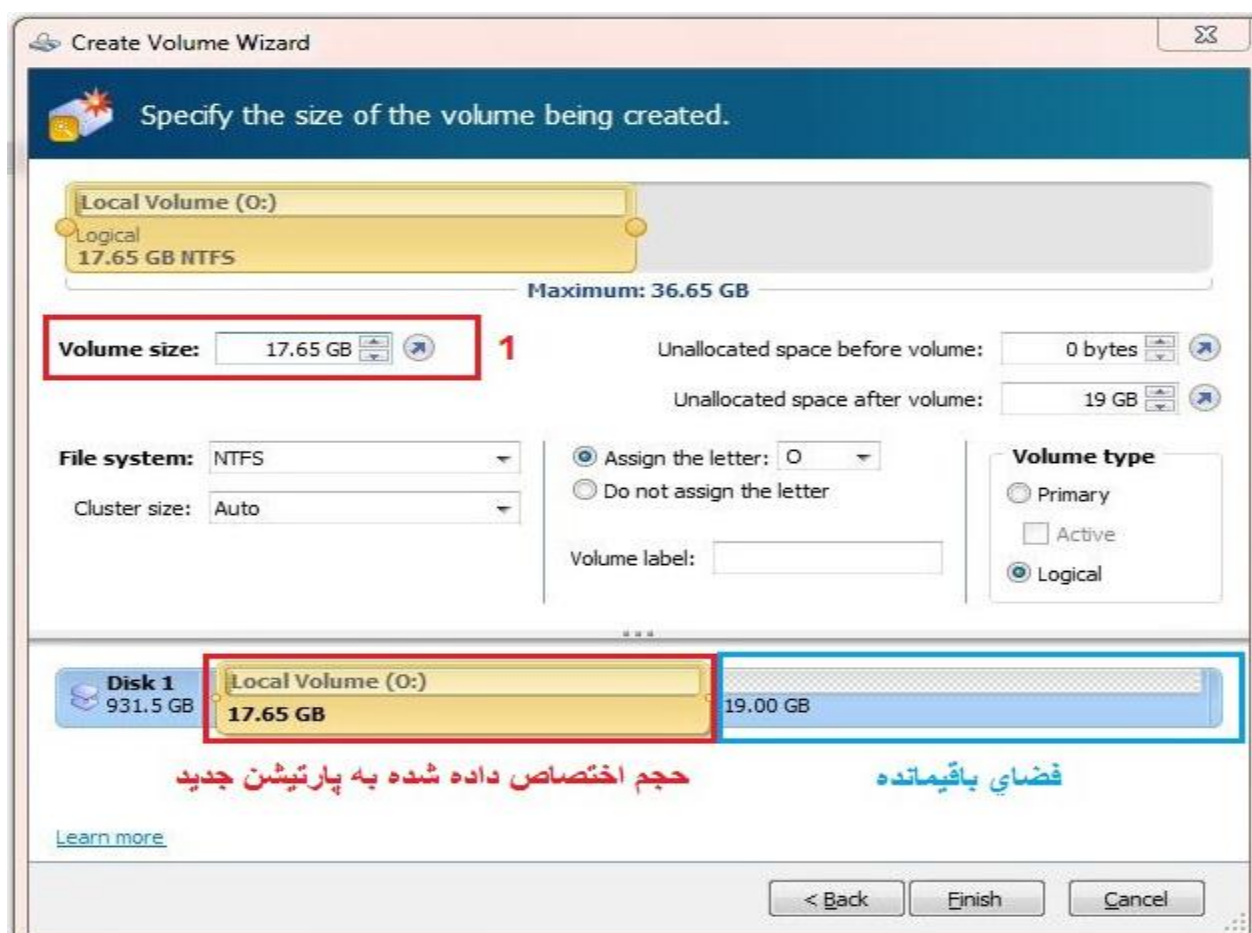 Create Volume Wizard
Specify the size of the volume being created.
Local Volume (O:)
Logical
17.65 GB NTFS
Maximum: 36.65 GB
Volume size: 17.65 GB 1 Unallocated space before volume: 0 bytes
Unallocated space after volume: 19 GB
File system: NTFS Assign the letter: O Volume type
Cluster size: Auto Do not assign the letter Primary
Active
Volume label: Logical
Disk 1
931.5 GB
Local Volume (O:)
17.65 GB
19.00 GB
حجم اختصاص داده شده به پارتيشن جديد
فضاي باقيمانده
Learn more
< Back Finish Cancel